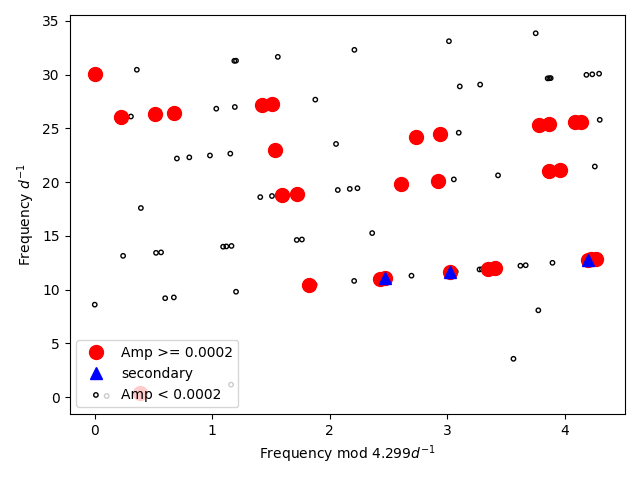 35
30
25
20
15
10
5
0
Frequency d⁻¹
Amp >= 0.0002
secondary
Amp < 0.0002
0 1 2 3 4
Frequency mod 4.299d⁻¹